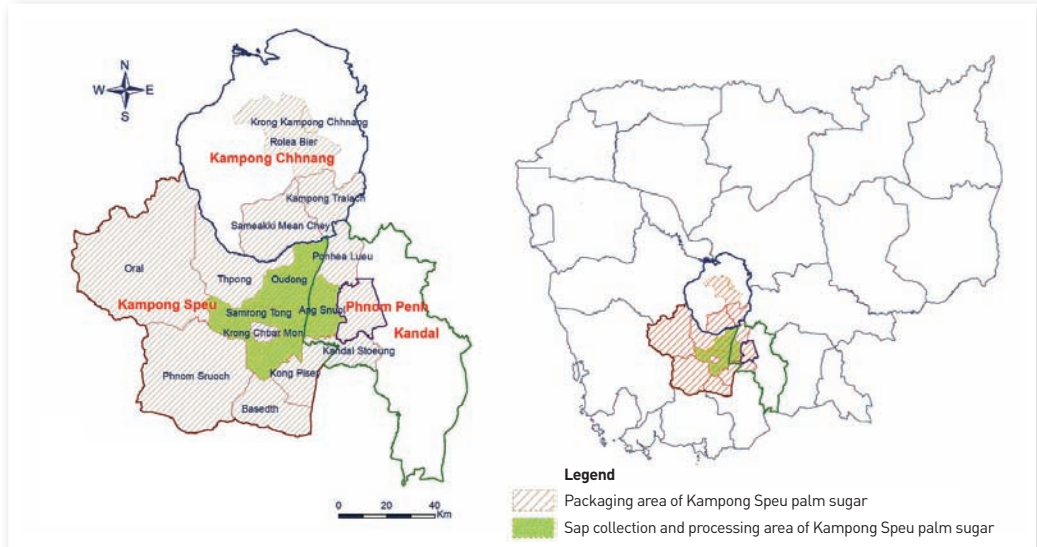 N
W E
S
Krong Kampong Chhnang
Rolea Bier
Kampong Chhnang
Kampong Tralach
Sameakki Mean Chey
Ponhea Lueu
Oral
Thpong
Oudong
Kampong Speu
Phnom Penh
Samrong Tong
Ang Snuol
Kandal
Krong Chbar Mon
Kandal Stoeung
Phnom Sruoch
Kong Pisey
Basedth
0 20 40
Km
Legend
Packaging area of Kampong Speu palm sugar
Sap collection and processing area of Kampong Speu palm sugar